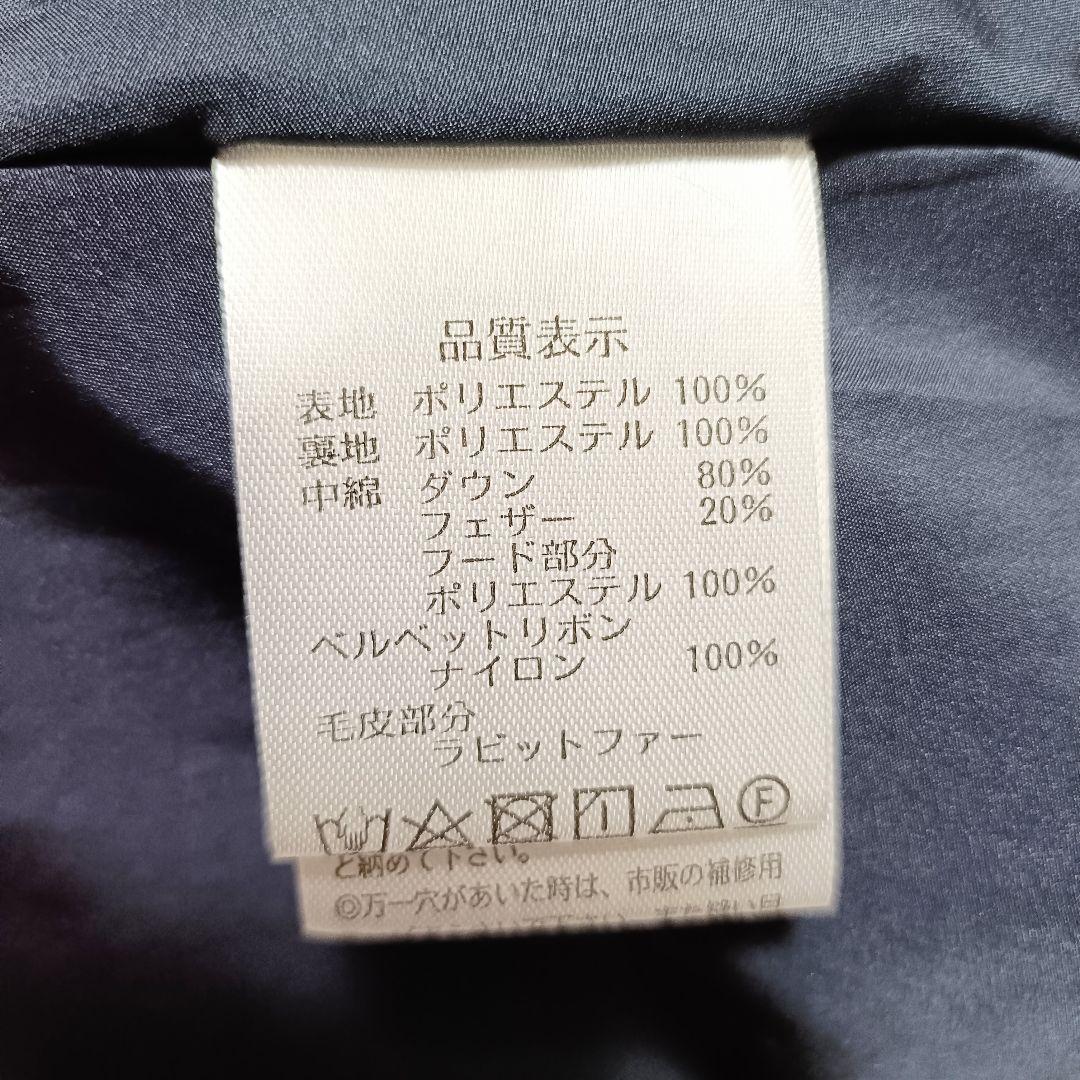 品質表示
表地 ポリエステル 100%
裏地 ポリエステル 100%
中綿 ダウン 80%
フェザー 20%
フード部分
ポリエステル 100%
ベルベットリボン
ナイロン 100%
毛皮部分
ラビットファー
F
と納めて下さい。
◎万一穴があいた時は、市販の補修用